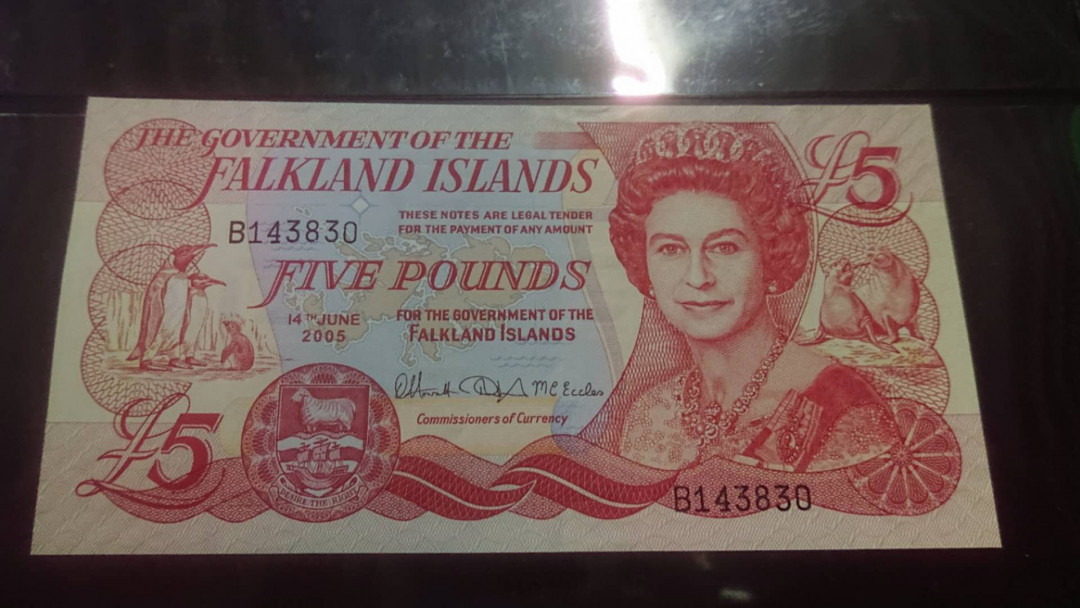 THE GOVERNMENT OF THE
FALKLAND ISLANDS
£5
B143830
THESE NOTES ARE LEGAL TENDER
FOR THE PAYMENT OF ANY AMOUNT
FIVE POUNDS
14TH JUNE
2005
FOR THE GOVERNMENT OF THE
FALKLAND ISLANDS
MC Eccles
Commissioners of Currency
£5
DESIRE THE RIGHT
B143830